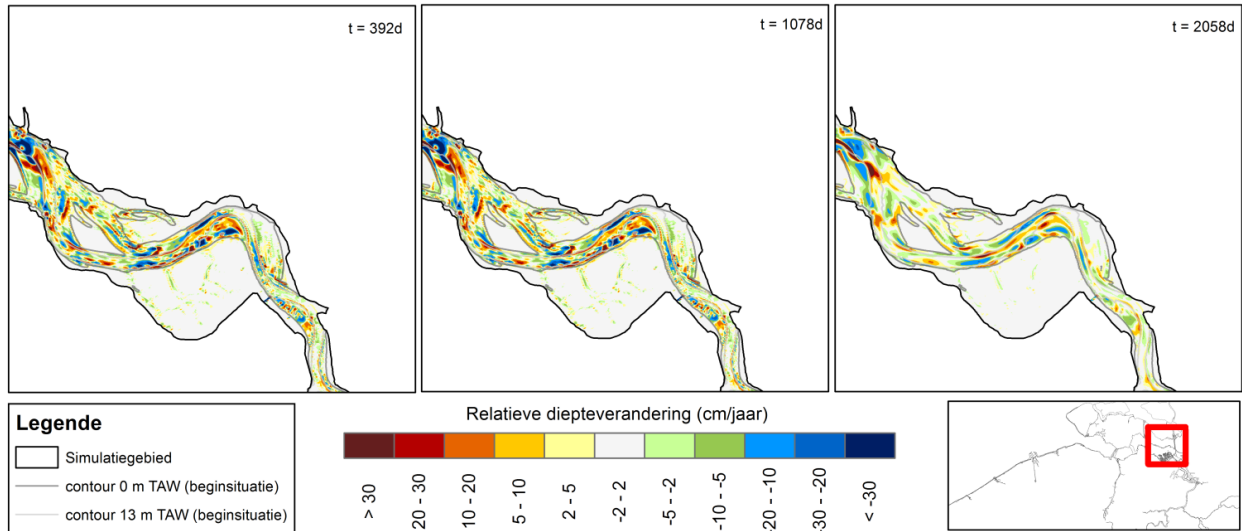 t = 392d
t = 1078d
t = 2058d
Legende
Simulatiegebied
contour 0 m TAW (beginsituatie)
contour 13 m TAW (beginsituatie)
Relatieve diepteverandering (cm/jaar)
> 30
20 - 30
10 - 20
5 - 10
2 - 5
-2 - 2
-5 - -2
-10 - -5
-20 - -10
-30 - -20
< -30